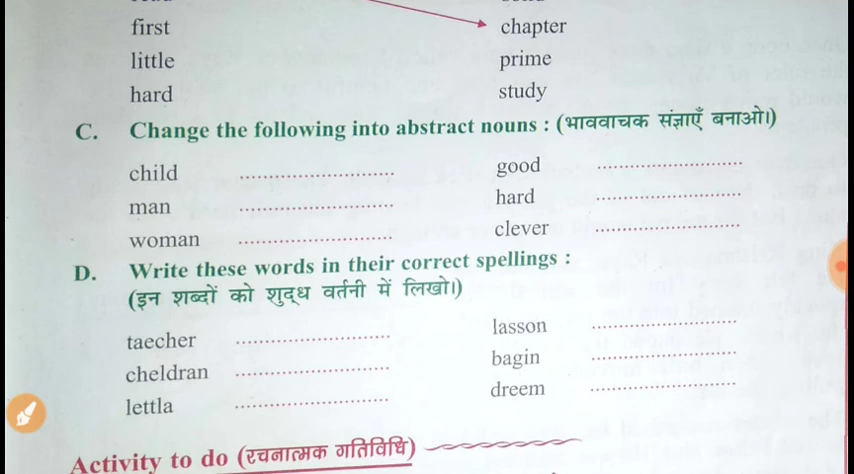 first chapter
little prime
hard study
C. Change the following into abstract nouns : (भाववाचक संज्ञाएँ बनाओ।)
child .......................... good ..........................
man .......................... hard ..........................
woman .......................... clever ..........................
D. Write these words in their correct spellings :
(इन शब्दों को शुद्ध वर्तनी में लिखो।)
taecher .......................... lasson ..........................
cheldran .......................... bagin ..........................
lettla .......................... dreem ..........................
Activity to do (रचनात्मक गतिविधि)